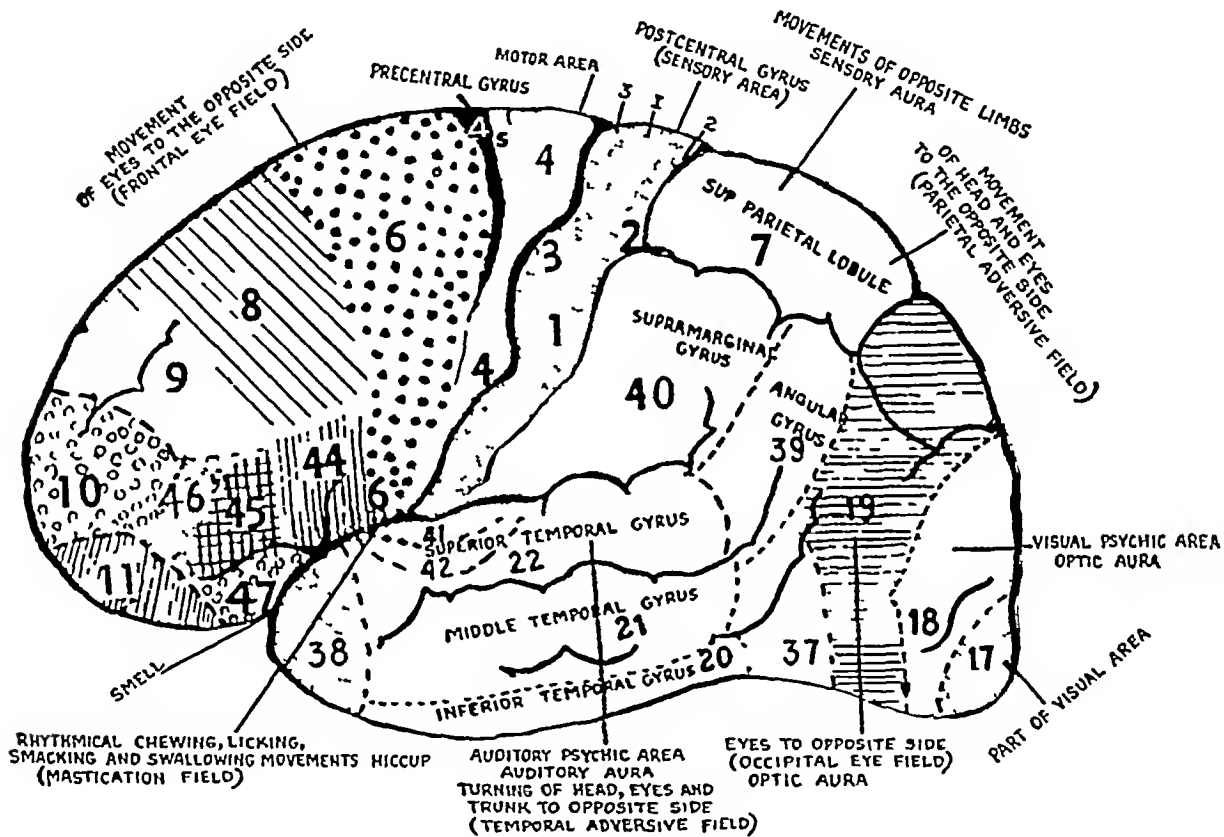 MOVEMENT
OF EYES TO THE OPPOSITE SIDE
(FRONTAL EYE FIELD)
PRECENTRAL GYRUS
MOTOR AREA
POSTCENTRAL GYRUS
(SENSORY AREA)
MOVEMENTS OF OPPOSITE LIMBS
SENSORY AURA
MOVEMENT
OF HEAD AND EYES
TO THE OPPOSITE SIDE
(PARIETAL ADVERSIVE FIELD)
3
1
2
4s
4
6
8
9
3
1
2
4
SUP PARIETAL LOBULE
7
SUPRAMARGINAL
GYRUS
40
ANGULAR
GYRUS
39
10
46
45
44
6
11
47
41
42
SUPERIOR TEMPORAL GYRUS
22
19
VISUAL PSYCHIC AREA
OPTIC AURA
MIDDLE TEMPORAL GYRUS
21
38
20
37
18
17
INFERIOR TEMPORAL GYRUS
SMELL
PART OF VISUAL AREA
RHYTHMICAL CHEWING, LICKING,
SMACKING AND SWALLOWING MOVEMENTS HICCUP
(MASTICATION FIELD)
AUDITORY PSYCHIC AREA
AUDITORY AURA
TURNING OF HEAD, EYES AND
TRUNK TO OPPOSITE SIDE
(TEMPORAL ADVERSIVE FIELD)
EYES TO OPPOSITE SIDE
(OCCIPITAL EYE FIELD)
OPTIC AURA